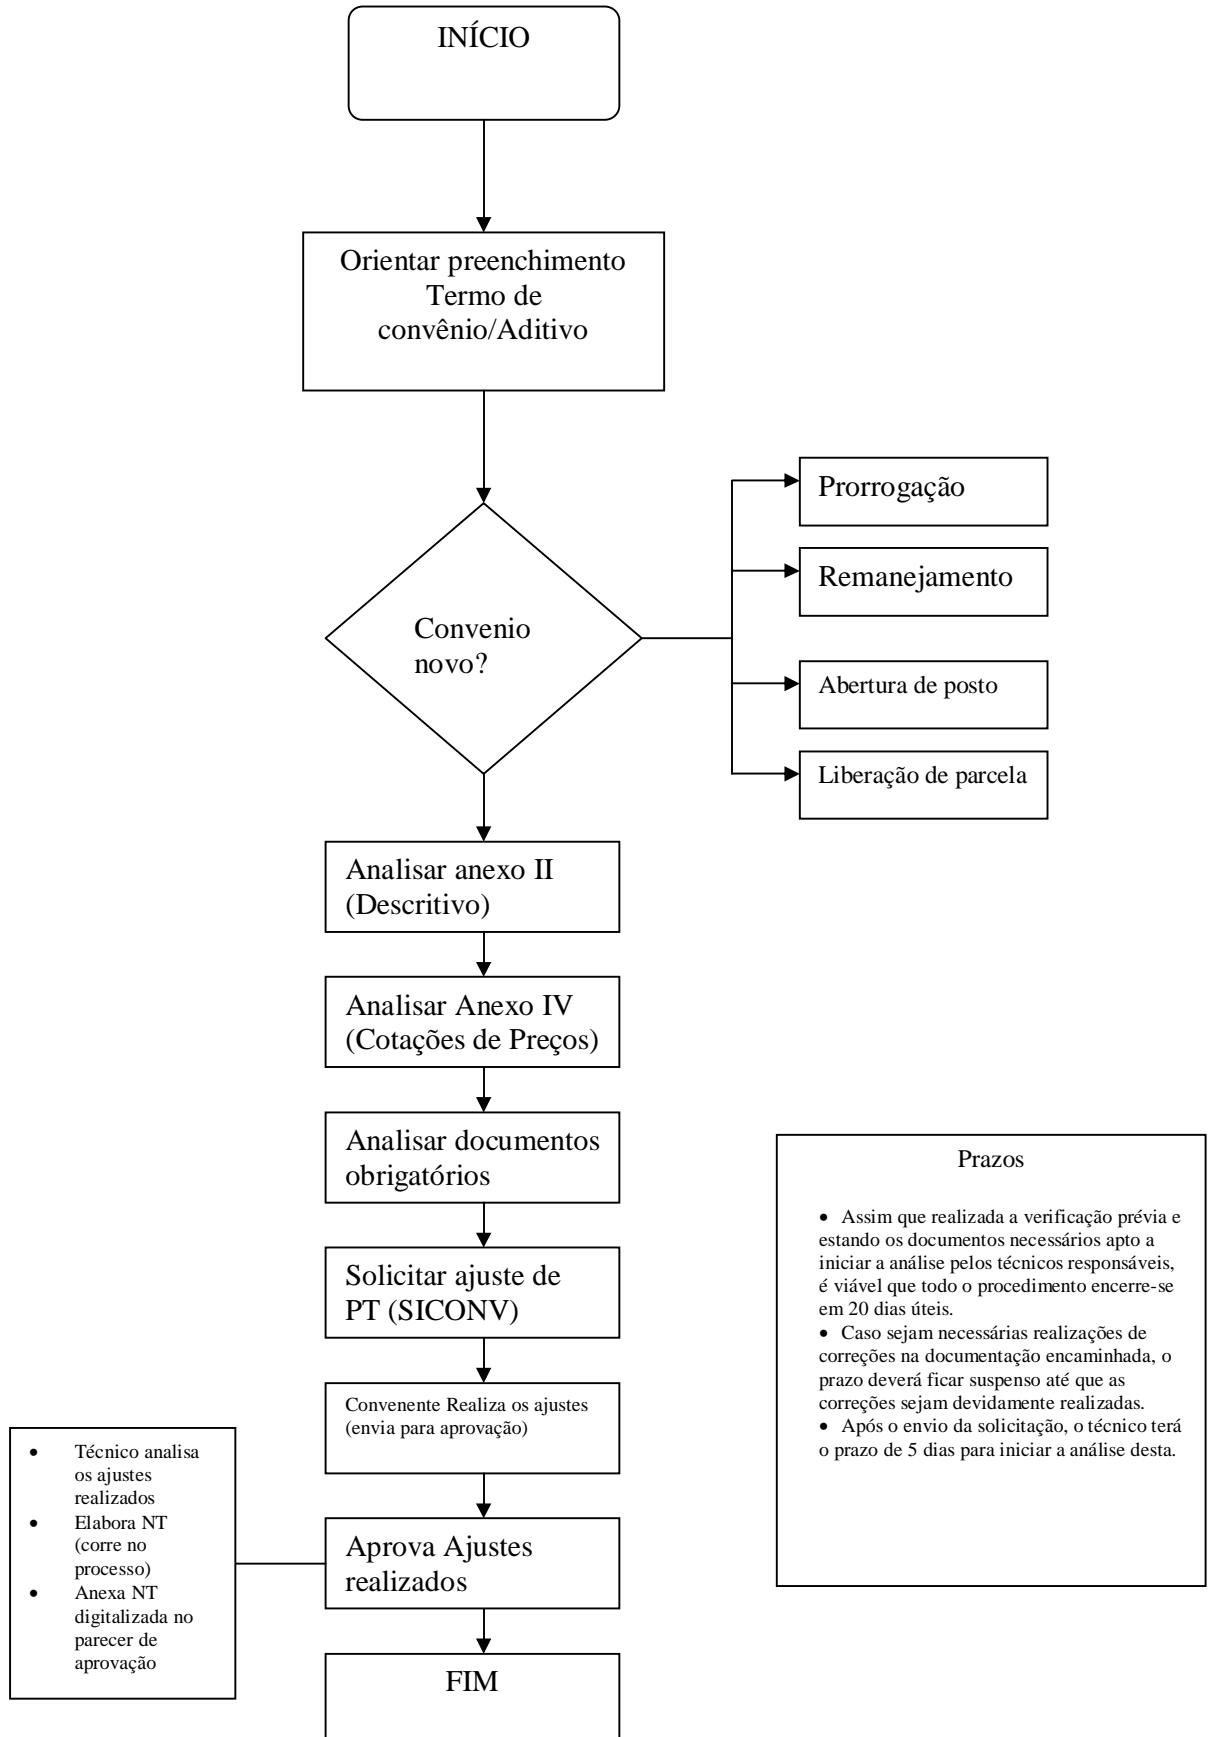 INÍCIO
Orientar preenchimento
Termo de
convênio/Aditivo
Convenio
novo?
Prorrogação
Remanejamento
Abertura de posto
Liberação de parcela
Analisar anexo II
(Descritivo)
Analisar Anexo IV
(Cotações de Preços)
Analisar documentos
obrigatórios
Solicitar ajuste de
PT (SICONV)
Convenente Realiza os ajustes
(envia para aprovação)
• Técnico analisa
os ajustes
realizados
• Elabora NT
(corre no
processo)
• Anexa NT
digitalizada no
parecer de
aprovação
Aprova Ajustes
realizados
FIM
Prazos
• Assim que realizada a verificação prévia e
estando os documentos necessários apto a
iniciar a análise pelos técnicos responsáveis,
é viável que todo o procedimento encerre-se
em 20 dias úteis.
• Caso sejam necessárias realizações de
correções na documentação encaminhada, o
prazo deverá ficar suspenso até que as
correções sejam devidamente realizadas.
• Após o envio da solicitação, o técnico terá
o prazo de 5 dias para iniciar a análise desta.